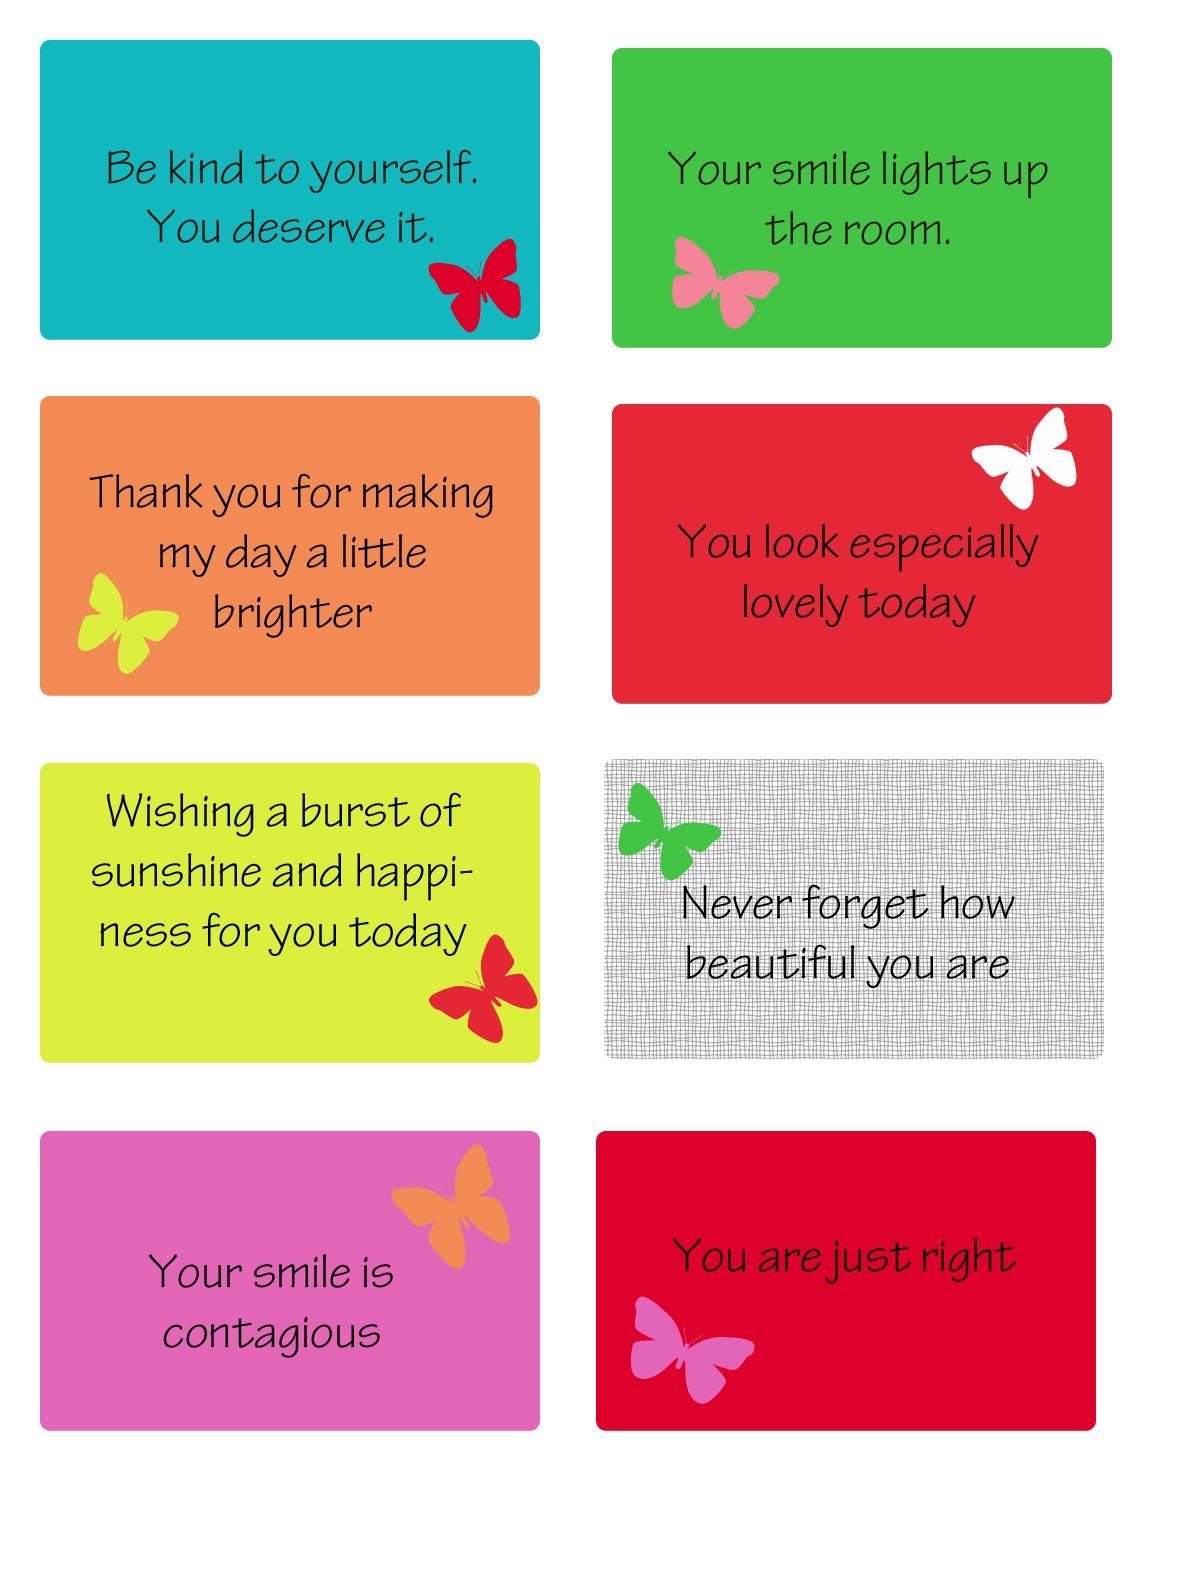 Be kind to yourself.
You deserve it.
Your smile lights up
the room.
Thank you for making
my day a little
brighter
You look especially
lovely today
Wishing a burst of
sunshine and happi-
ness for you today
Never forget how
beautiful you are
Your smile is
contagious
You are just right